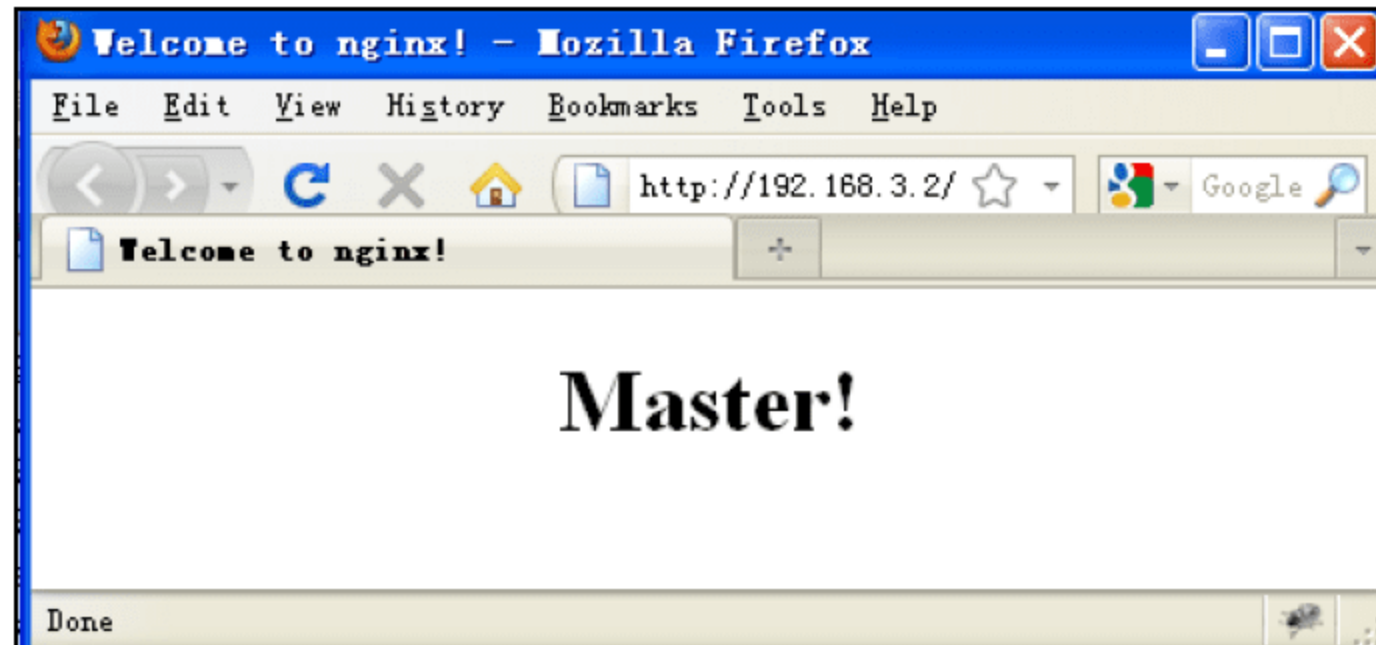 Welcome to nginx! - Mozilla Firefox
File Edit View History Bookmarks Tools Help
http://192.168.3.2/ Google
Welcome to nginx!
Master!
Done